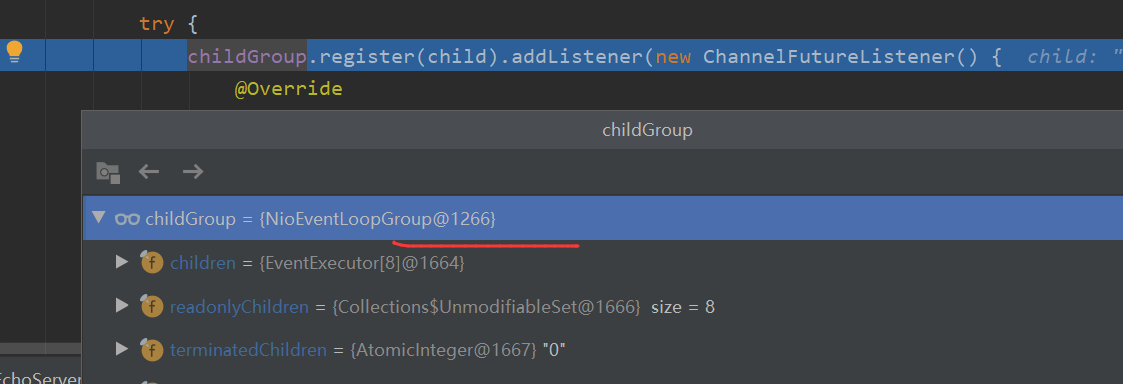 try {
childGroup.register(child).addListener(new ChannelFutureListener() { child: "
@Override
childGroup
childGroup = {NioEventLoopGroup@1266}
f children = {EventExecutor[8]@1664}
f readonlyChildren = {Collections$UnmodifiableSet@1666} size = 8
f terminatedChildren = {AtomicInteger@1667} "0"
EchoServer